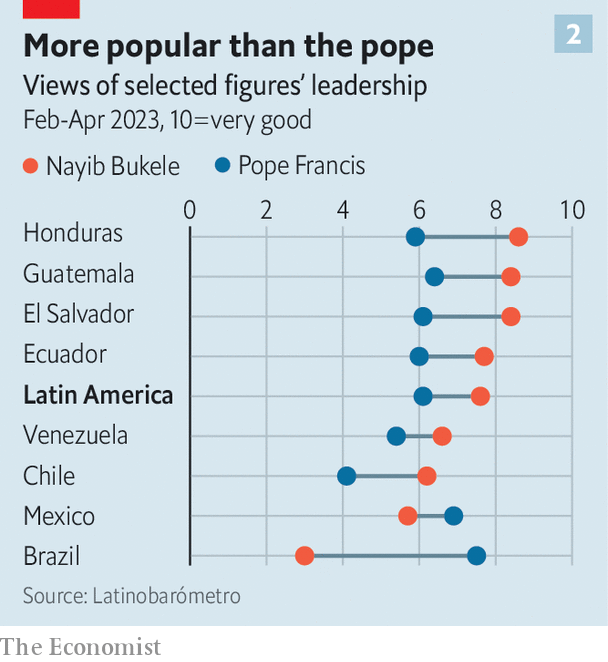 More popular than the pope
2
Views of selected figures’ leadership
Feb-Apr 2023, 10=very good
Nayib Bukele Pope Francis
0 2 4 6 8 10
Honduras
Guatemala
El Salvador
Ecuador
Latin America
Venezuela
Chile
Mexico
Brazil
Source: Latinobarómetro
The Economist